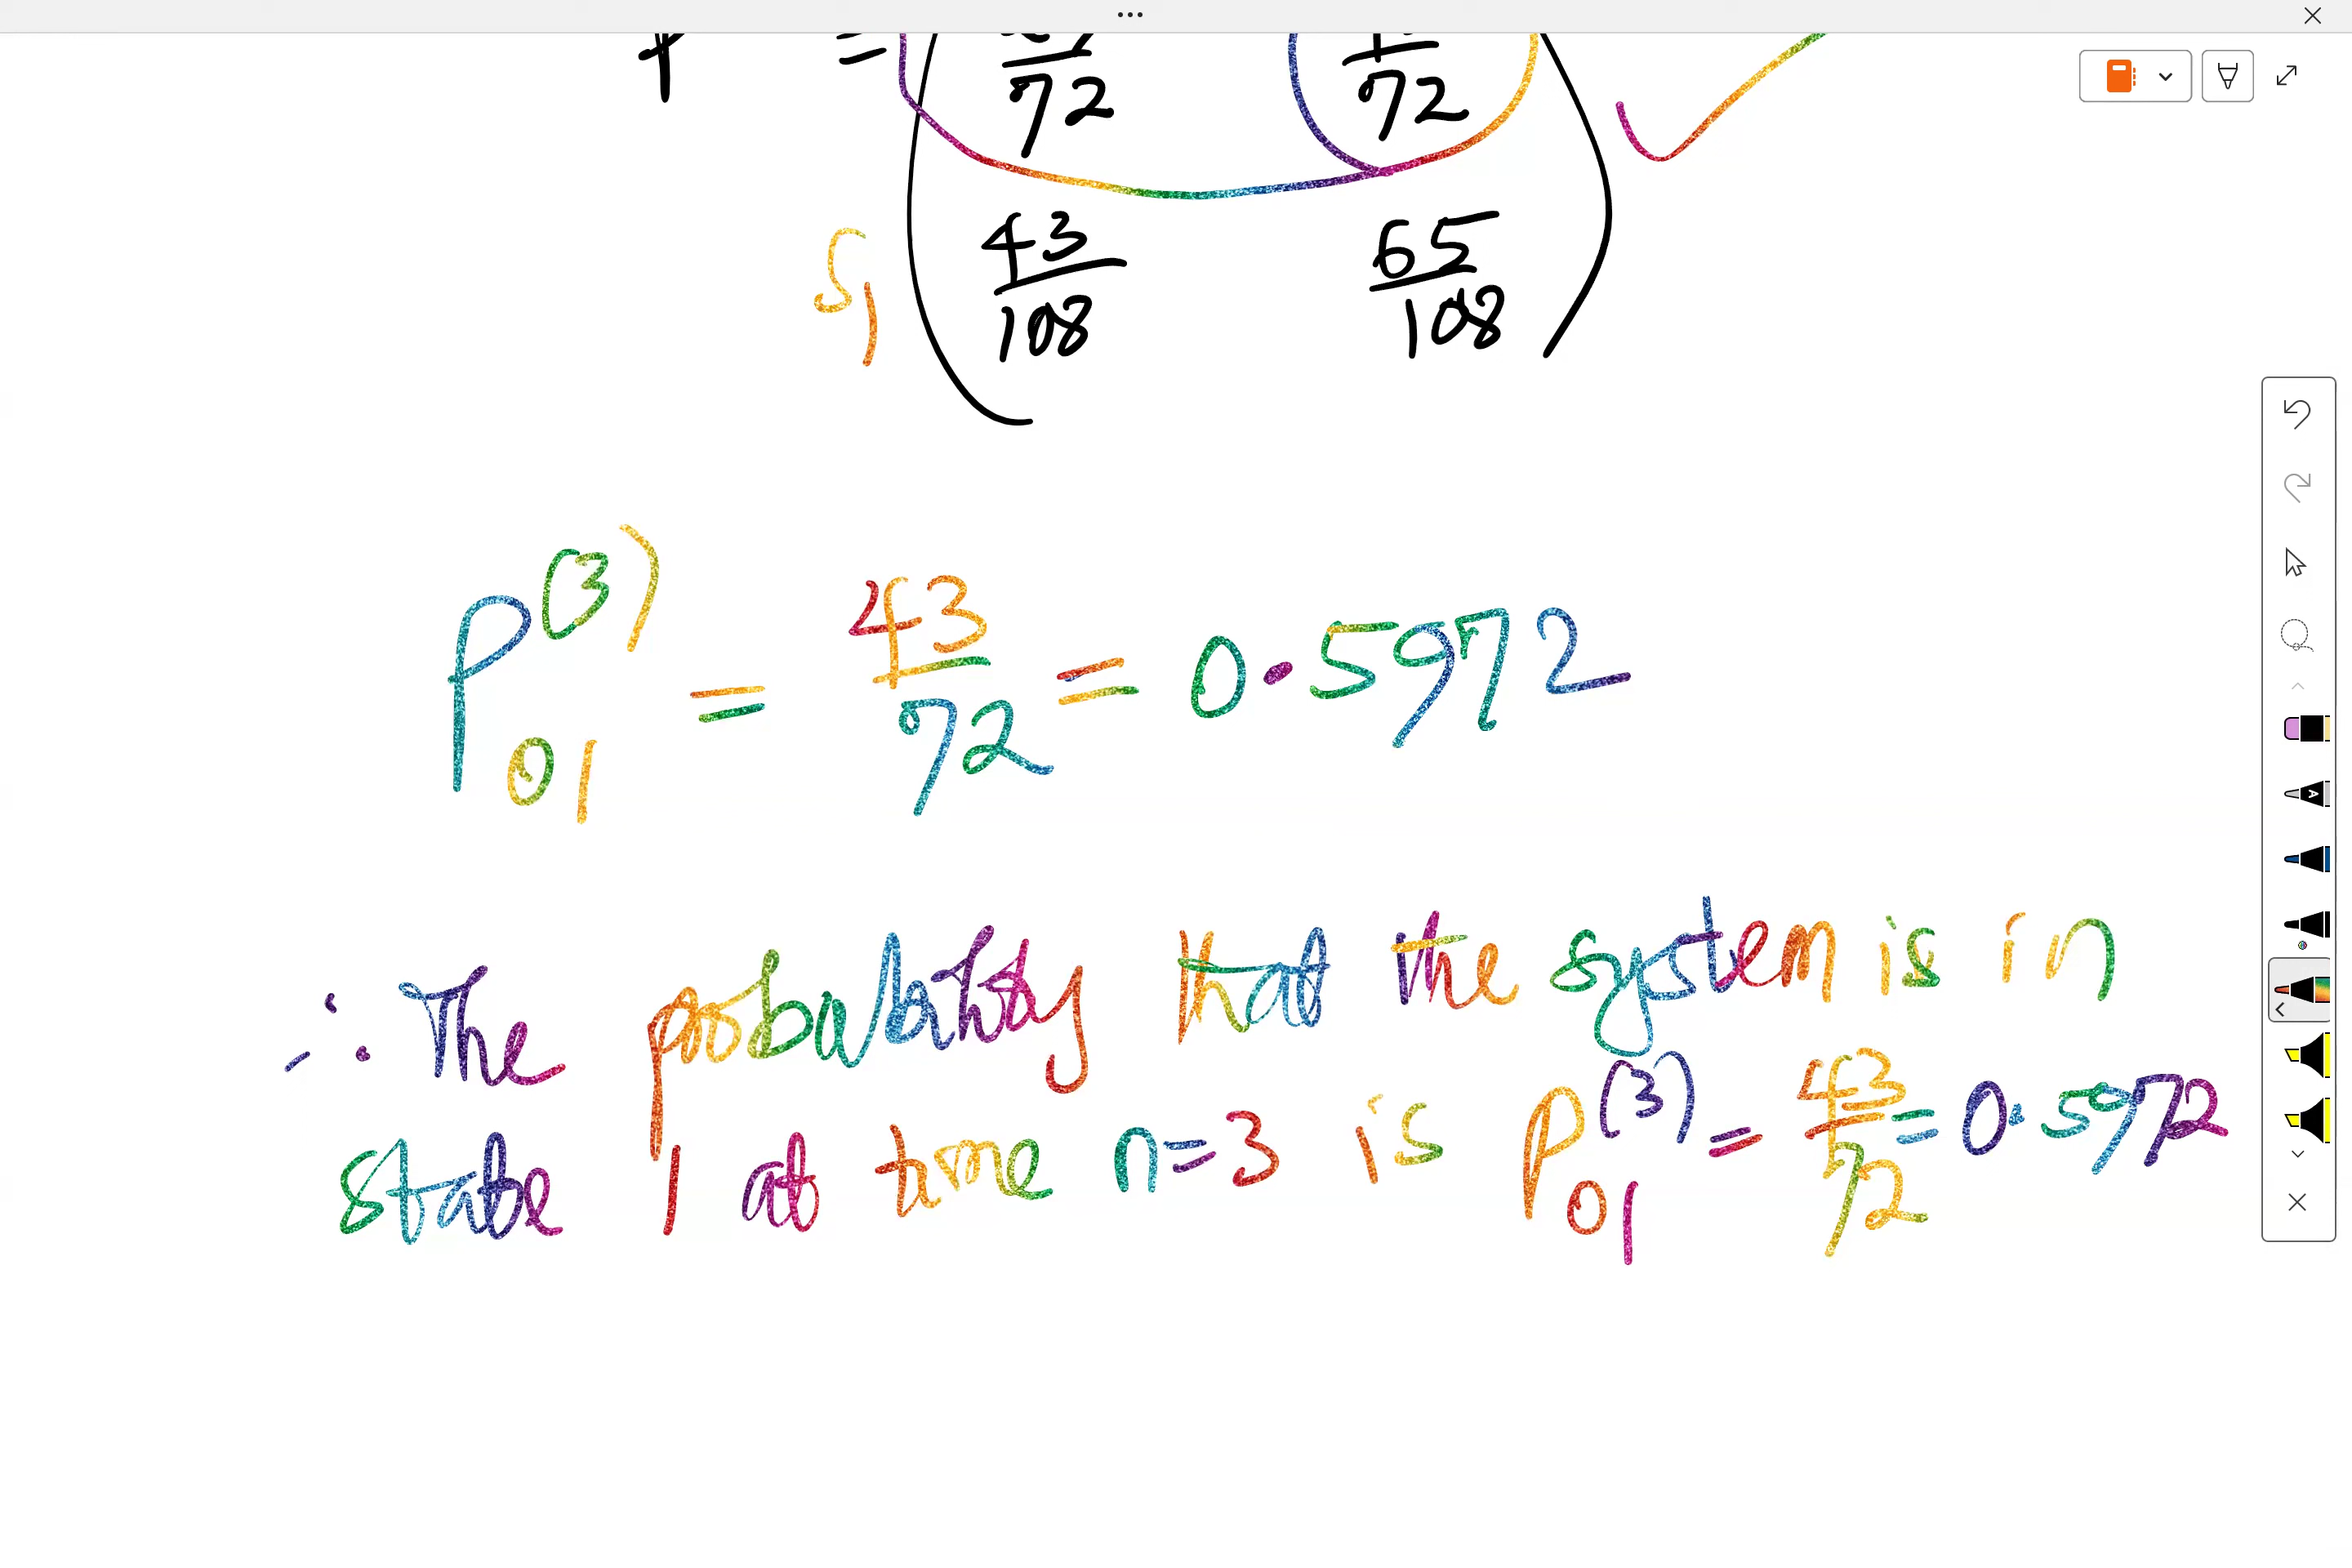 = 72 72
S1 43/108 65/108
P01^(3) = 43/72 = 0.5972
∴ The probability that the system is in
state 1 at time n=3 is P01^(3) = 43/72 = 0.5972